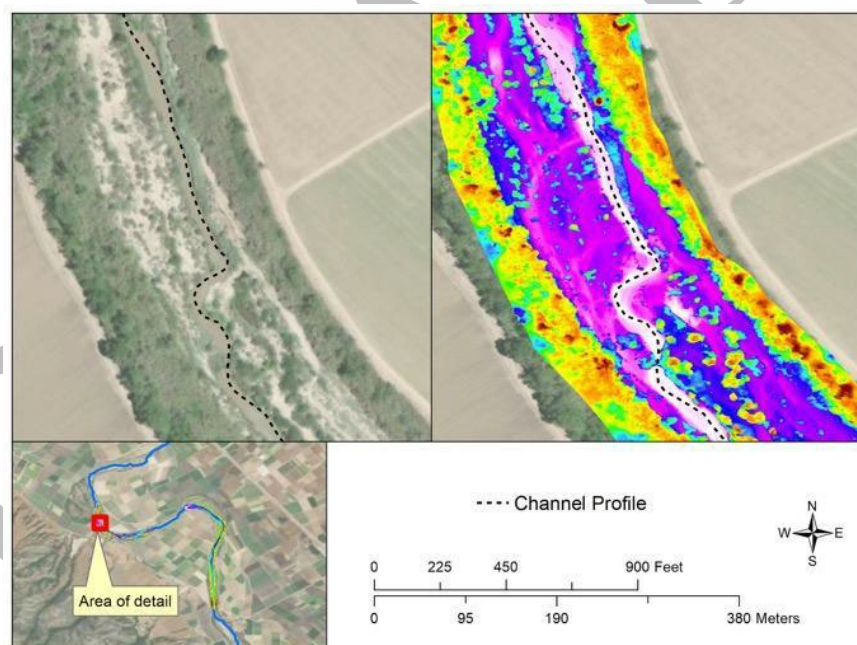 Area of detail
Channel Profile
N
W E
S
0 225 450 900 Feet
0 95 190 380 Meters